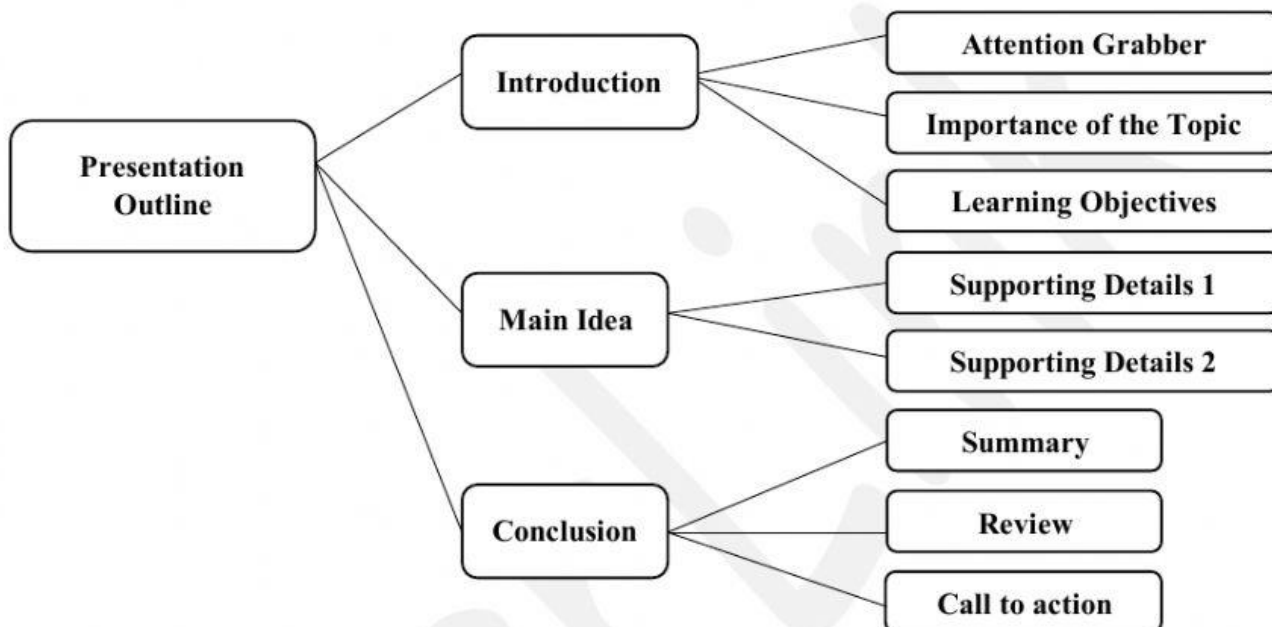 Presentation
Outline
Introduction
Attention Grabber
Importance of the Topic
Learning Objectives
Main Idea
Supporting Details 1
Supporting Details 2
Conclusion
Summary
Review
Call to action